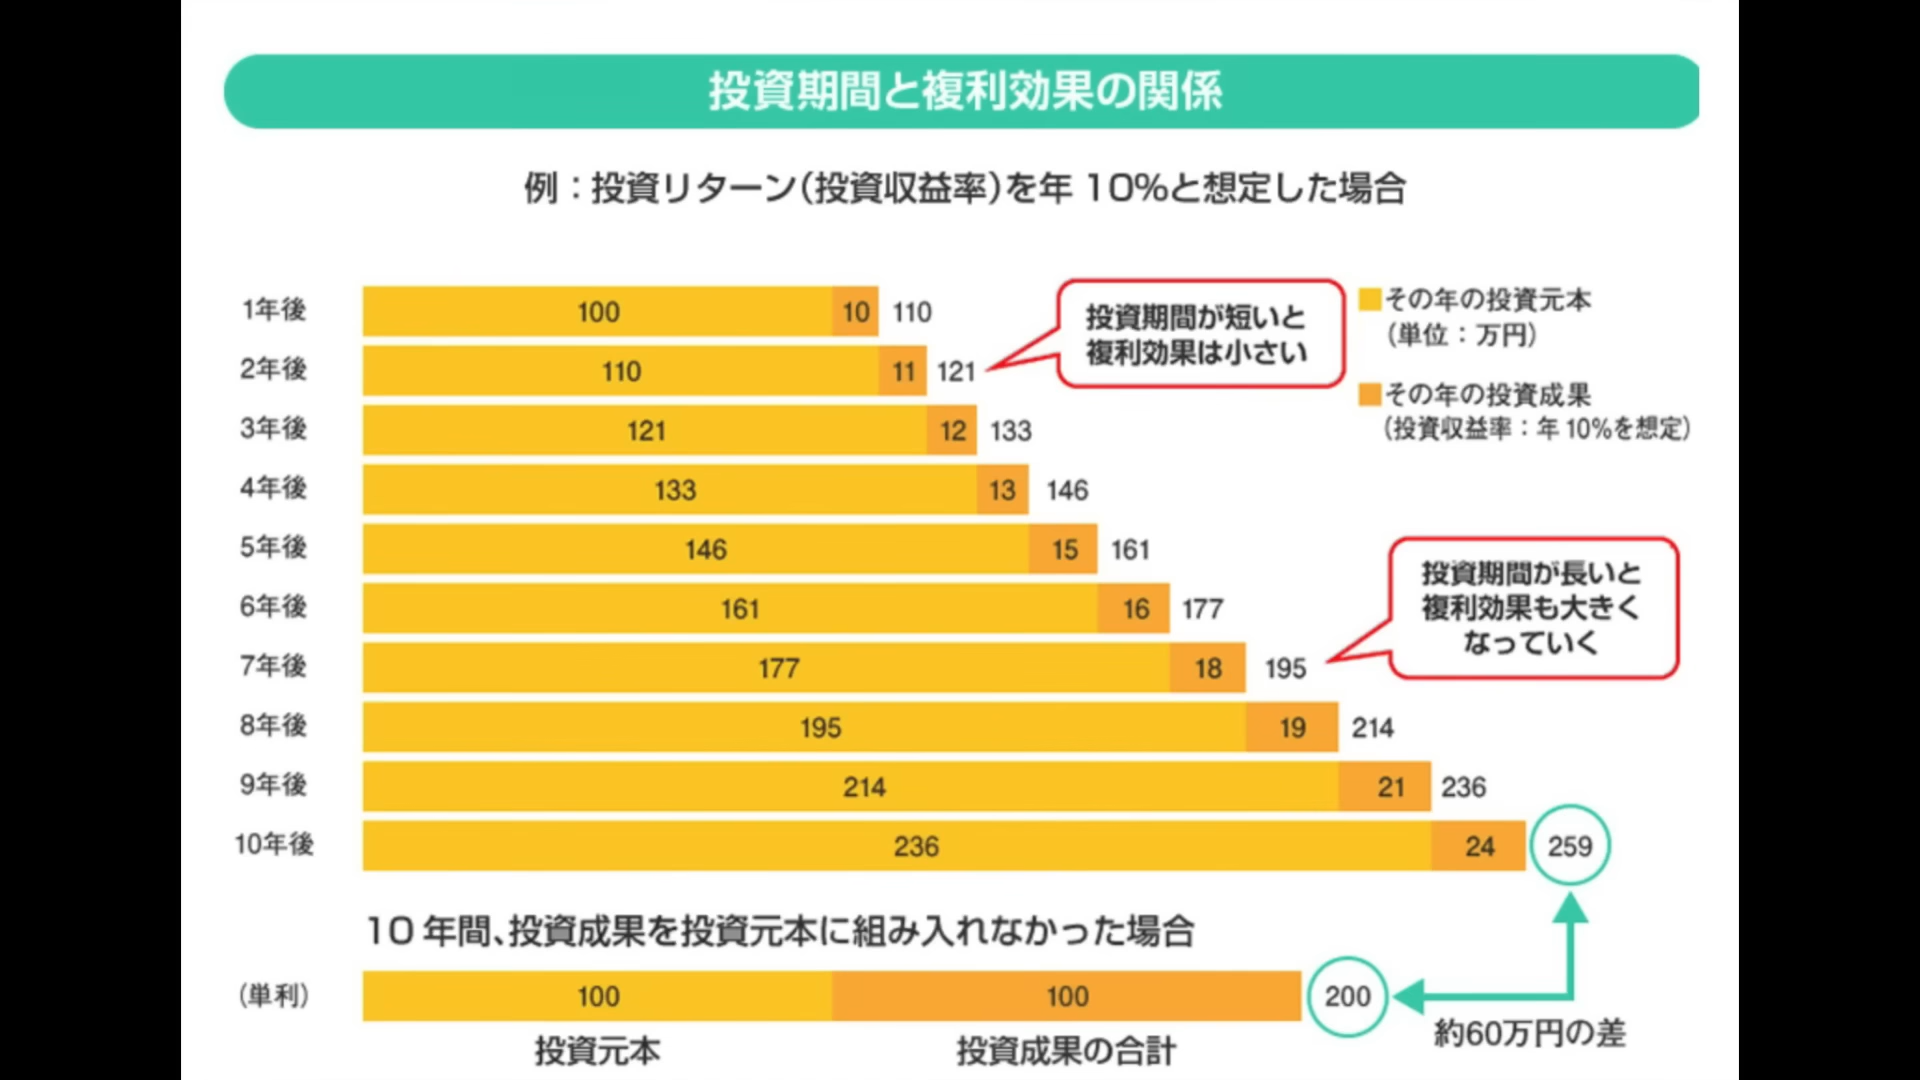 投資期間と複利効果の関係
例：投資リターン（投資収益率）を年 10%と想定した場合
1年後 100 10 110
2年後 110 11 121
3年後 121 12 133
4年後 133 13 146
5年後 146 15 161
6年後 161 16 177
7年後 177 18 195
8年後 195 19 214
9年後 214 21 236
10年後 236 24 259
投資期間が短いと
複利効果は小さい
その年の投資元本
（単位：万円）
その年の投資成果
（投資収益率：年 10%を想定）
投資期間が長いと
複利効果も大きく
なっていく
10 年間、投資成果を投資元本に組み入れなかった場合
（単利） 100 100 200
投資元本 投資成果の合計
約60万円の差